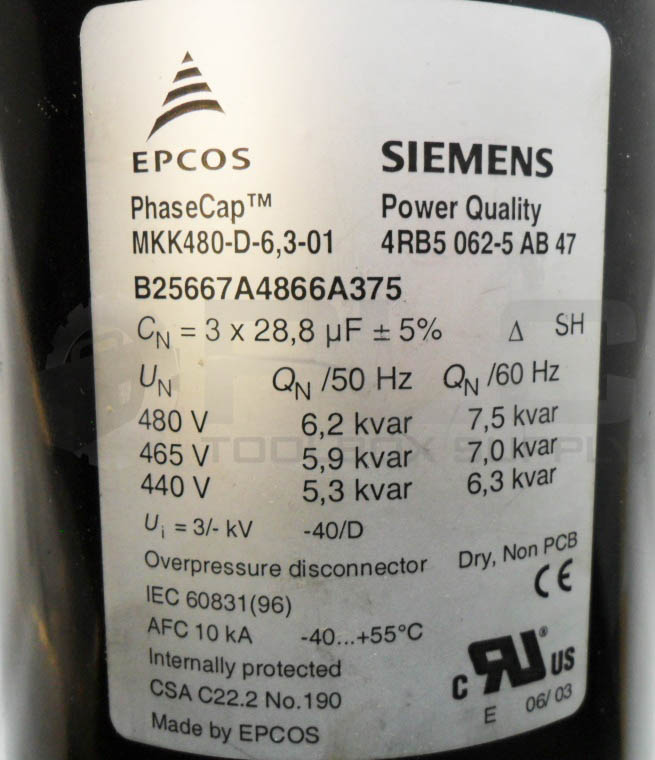 EPCOS SIEMENS
PhaseCap™ Power Quality
MKK480-D-6,3-01 4RB5 062-5 AB 47
B25667A4866A375
CN = 3 x 28,8 µF ± 5% Δ SH
UN QN /50 Hz QN /60 Hz
480 V 6,2 kvar 7,5 kvar
465 V 5,9 kvar 7,0 kvar
440 V 5,3 kvar 6,3 kvar
Ui = 3/- kV -40/D
Overpressure disconnector Dry, Non PCB
IEC 60831(96) CE
AFC 10 kA -40...+55°C
Internally protected
CSA C22.2 No.190 c RU ® US
Made by EPCOS E 06/03
TOOLBOX SUPPLY